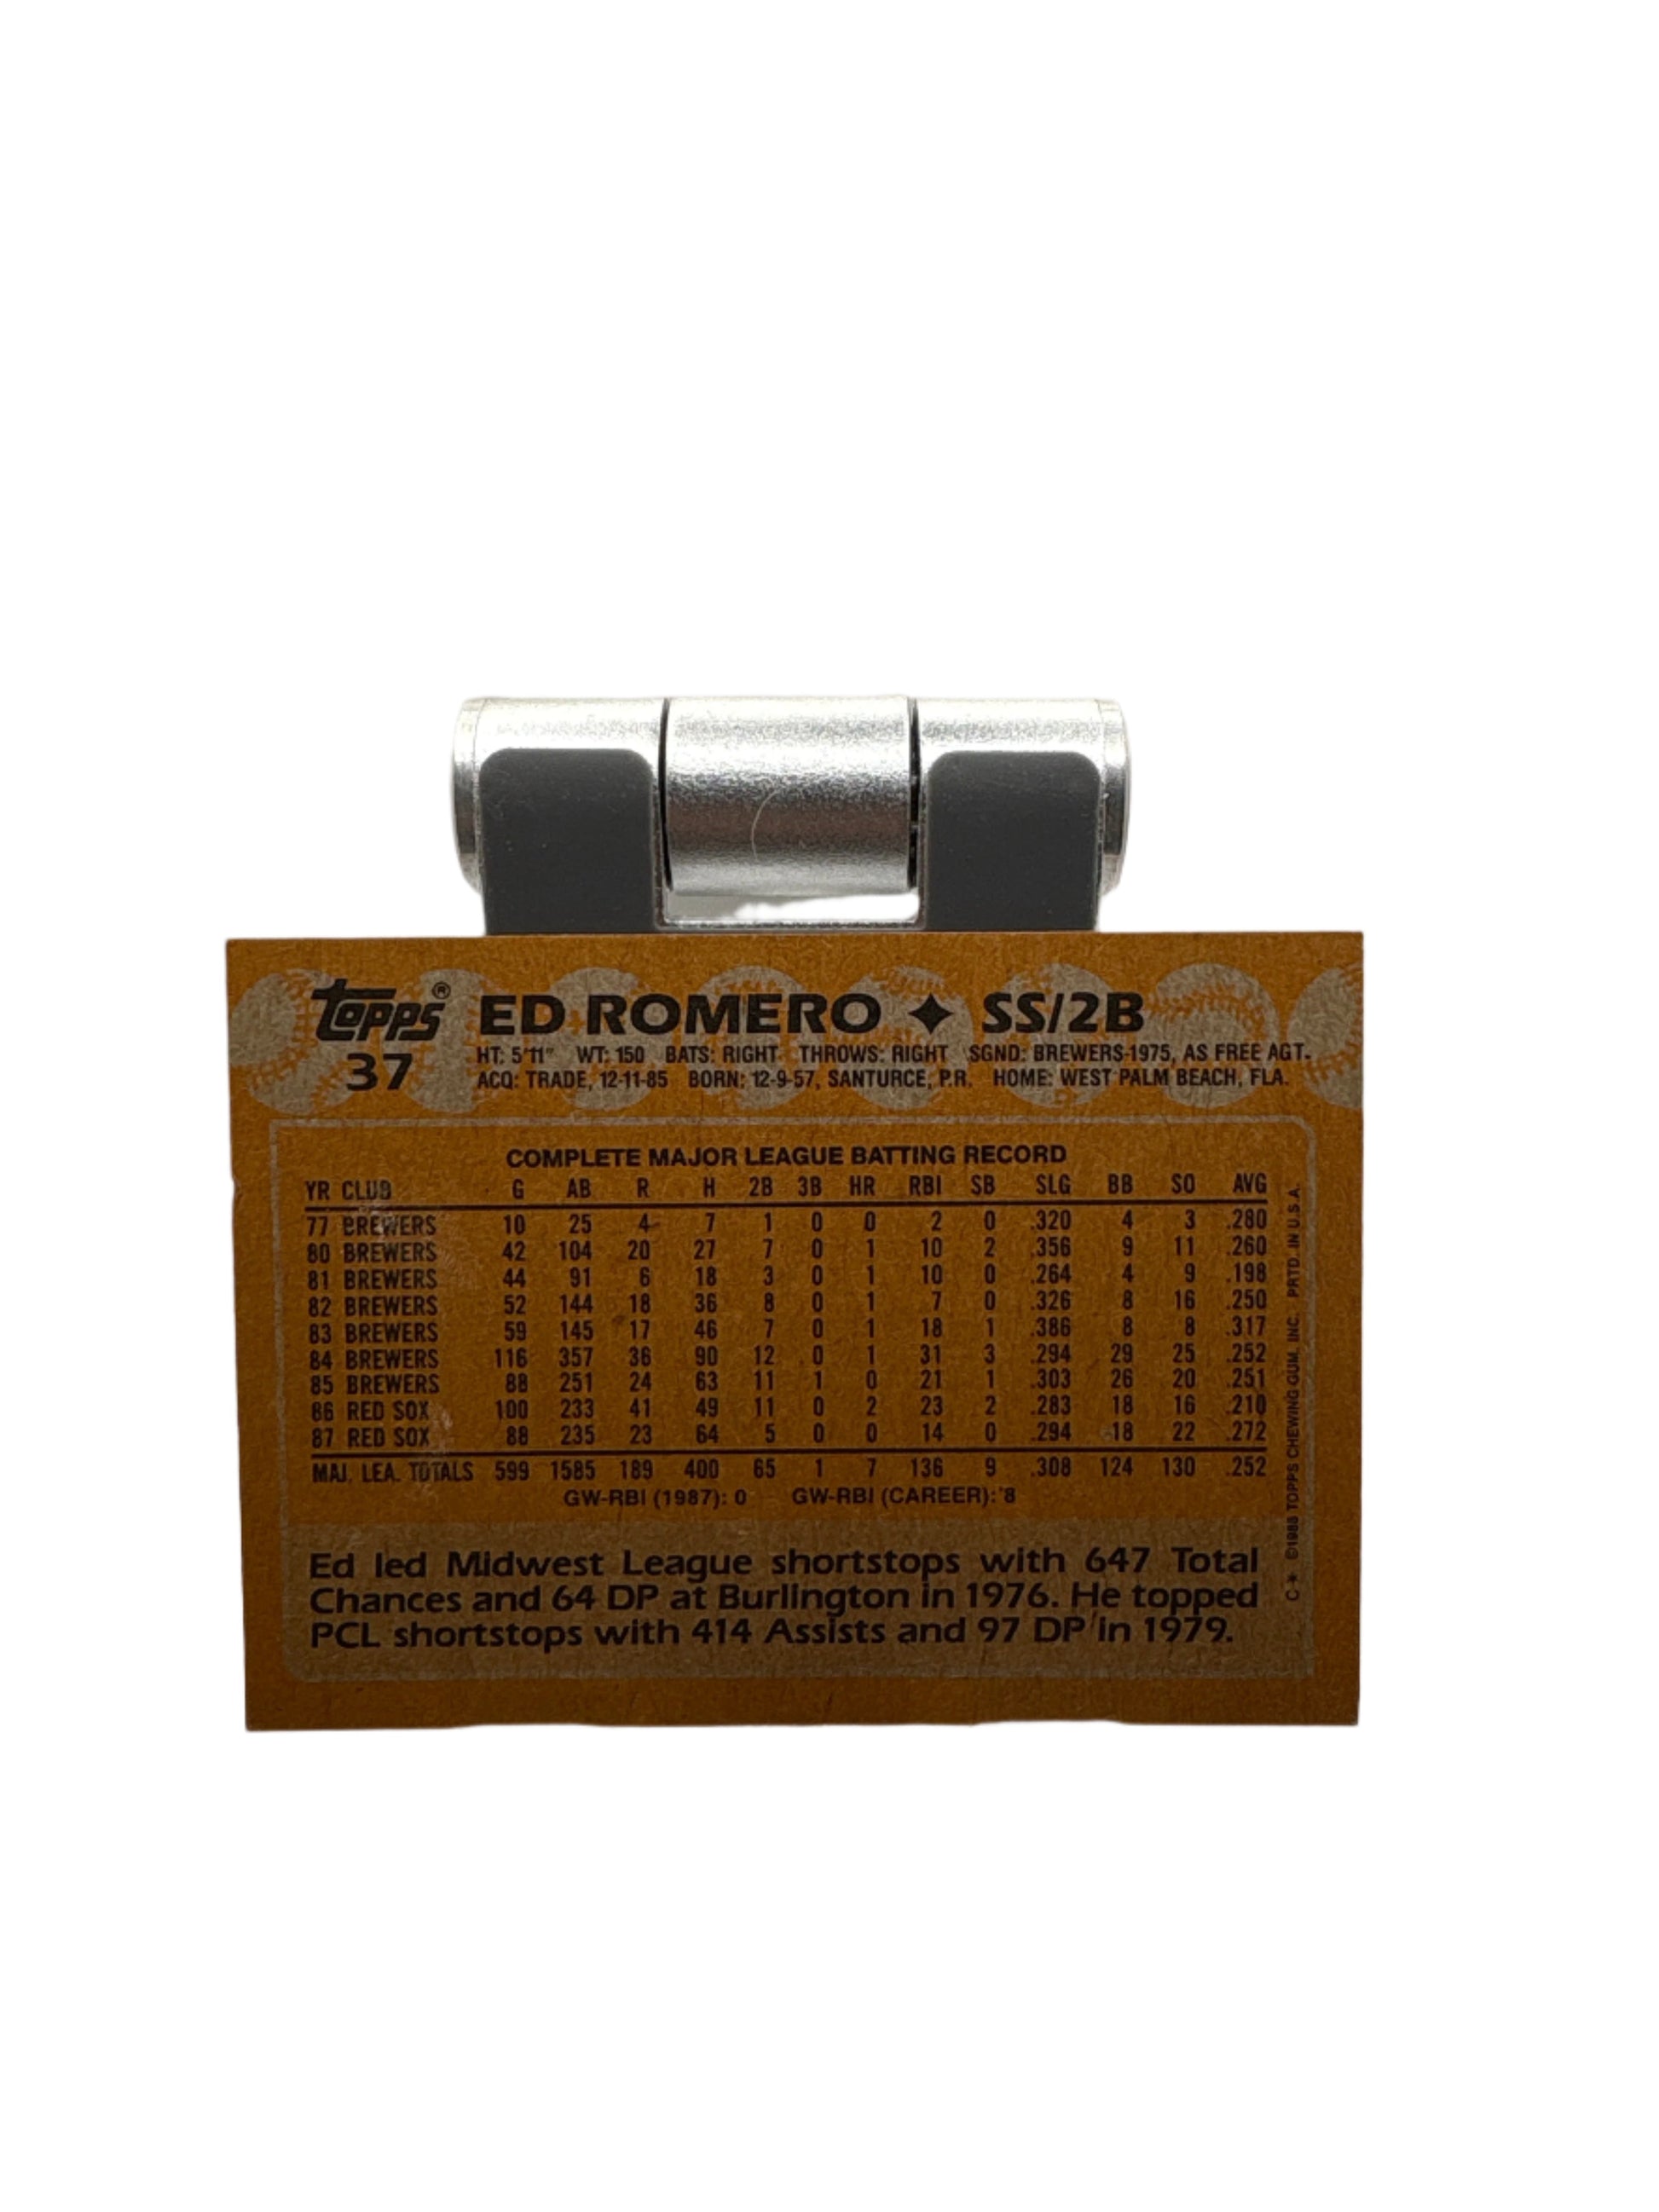 topps® ED ROMERO ✦ SS/2B
37
HT: 5'11" WT: 150 BATS: RIGHT THROWS: RIGHT SGND: BREWERS-1975, AS FREE AGT.
ACQ: TRADE, 12-11-85 BORN: 12-9-57, SANTURCE, P.R. HOME: WEST PALM BEACH, FLA.
COMPLETE MAJOR LEAGUE BATTING RECORD
YR CLUB G AB R H 2B 3B HR RBI SB SLG BB SO AVG
77 BREWERS 10 25 4 7 1 0 0 2 0 .320 4 3 .280
80 BREWERS 42 104 20 27 7 0 1 10 2 .356 9 11 .260
81 BREWERS 44 91 6 18 3 0 1 10 0 .264 4 9 .198
82 BREWERS 52 144 18 36 8 0 1 7 0 .326 8 16 .250
83 BREWERS 59 145 17 46 7 0 1 18 1 .386 8 8 .317
84 BREWERS 116 357 36 90 12 0 1 31 3 .294 29 25 .252
85 BREWERS 88 251 24 63 11 1 0 21 1 .303 26 20 .251
86 RED SOX 100 233 41 49 11 0 2 23 2 .283 18 16 .210
87 RED SOX 88 235 23 64 5 0 0 14 0 .294 18 22 .272
MAJ. LEA. TOTALS 599 1585 189 400 65 1 7 136 9 .308 124 130 .252
GW-RBI (1987): 0 GW-RBI (CAREER): 8
Ed led Midwest League shortstops with 647 Total
Chances and 64 DP at Burlington in 1976. He topped
PCL shortstops with 414 Assists and 97 DP in 1979.
C* ©1988 TOPPS CHEWING GUM, INC. PRTD. IN U.S.A.